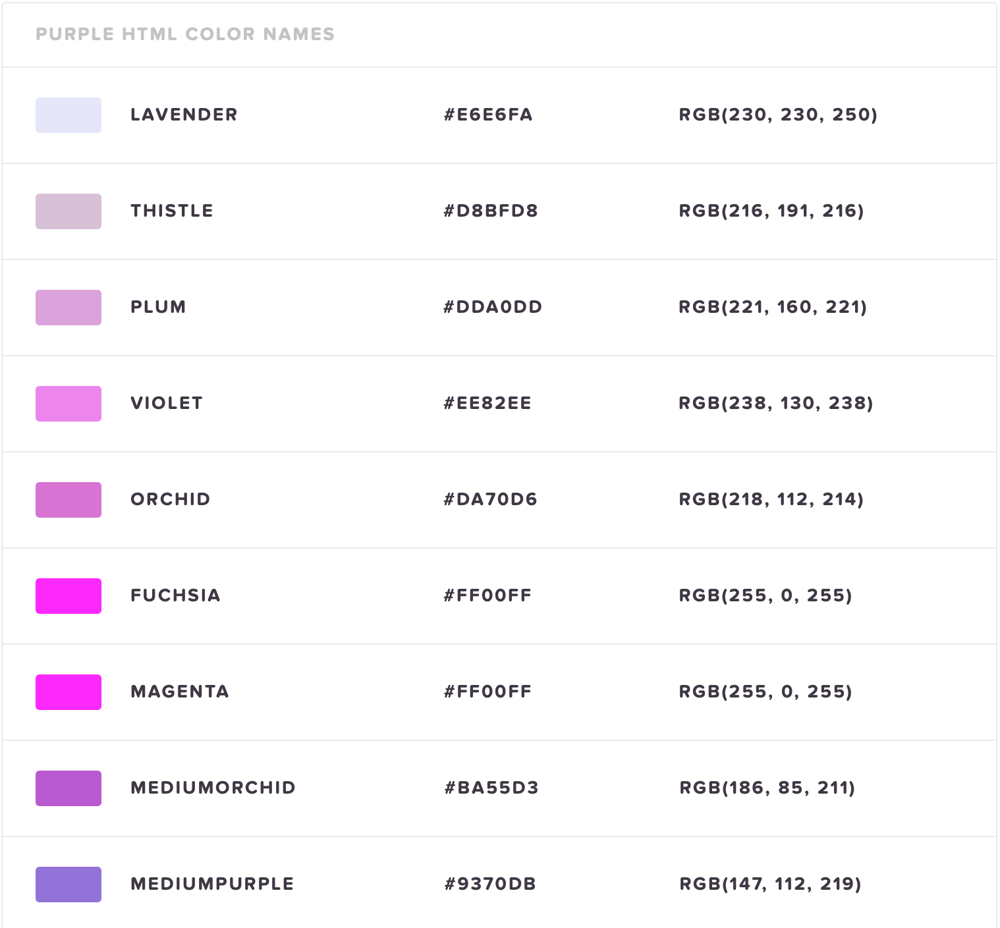 PURPLE HTML COLOR NAMES
LAVENDER #E6E6FA RGB(230, 230, 250)
THISTLE #D8BFD8 RGB(216, 191, 216)
PLUM #DDA0DD RGB(221, 160, 221)
VIOLET #EE82EE RGB(238, 130, 238)
ORCHID #DA70D6 RGB(218, 112, 214)
FUCHSIA #FF00FF RGB(255, 0, 255)
MAGENTA #FF00FF RGB(255, 0, 255)
MEDIUMORCHID #BA55D3 RGB(186, 85, 211)
MEDIUMPURPLE #9370DB RGB(147, 112, 219)